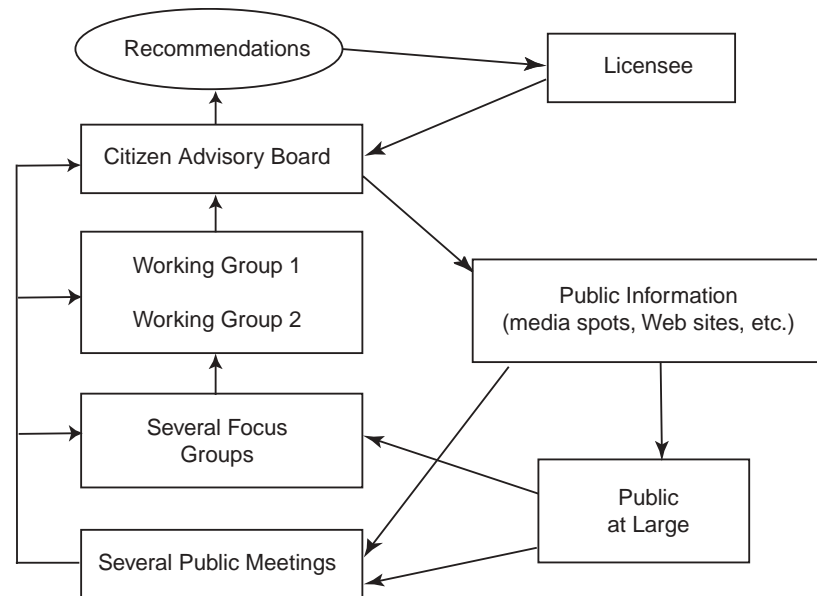 Recommendations
Licensee
Citizen Advisory Board
Working Group 1
Working Group 2
Public Information
(media spots, Web sites, etc.)
Several Focus
Groups
Public
at Large
Several Public Meetings